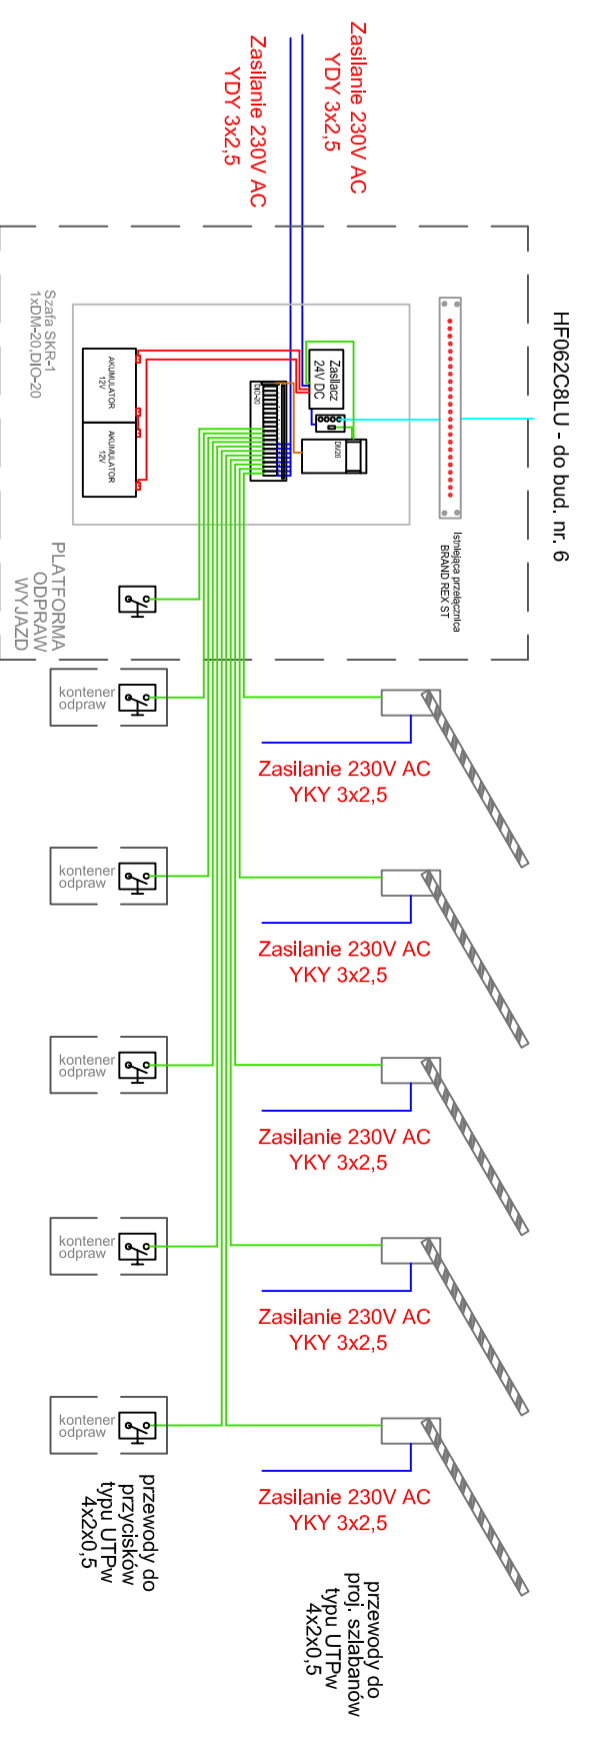 Zasilanie 230V AC
YDY 3x2,5
Zasilanie 230V AC
YDY 3x2,5
HF062C8LU - do bud. nr. 6
Szafa SKR-1
1xDM-20,DIO-20
AKUMULATOR
12V
AKUMULATOR
12V
Zasilacz
24V DC
DIO-20
DM20
Istniejąca przełącznica
BRAND REX ST
PLATFORMA
ODPRAW
WYJAZD
kontener
odpraw
Zasilanie 230V AC
YKY 3x2,5
kontener
odpraw
Zasilanie 230V AC
YKY 3x2,5
kontener
odpraw
Zasilanie 230V AC
YKY 3x2,5
kontener
odpraw
Zasilanie 230V AC
YKY 3x2,5
kontener
odpraw
Zasilanie 230V AC
YKY 3x2,5
przewody do
przycisków
typu UTPw
4x2x0,5
przewody do
proj. szlabanów
typu UTPw
4x2x0,5